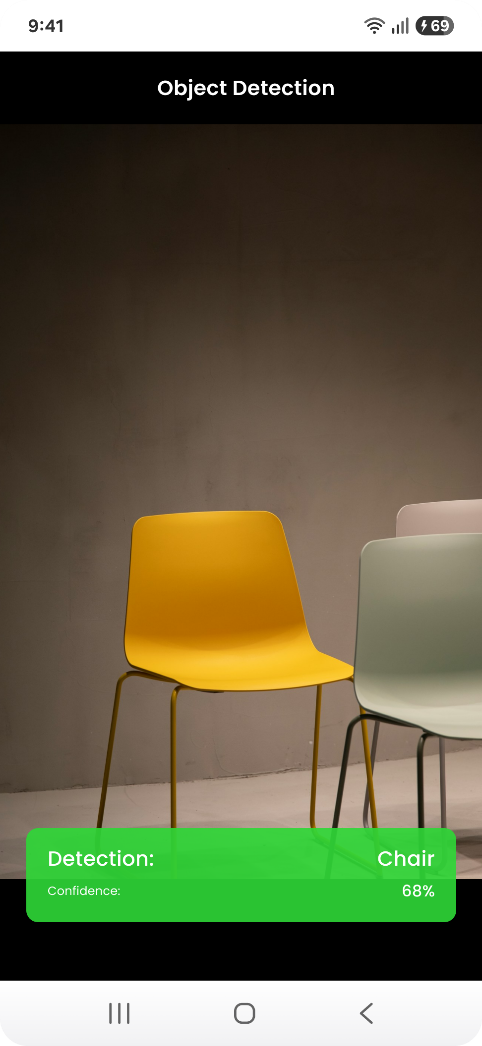 9:41
69
Object Detection
Detection: Chair
Confidence: 68%